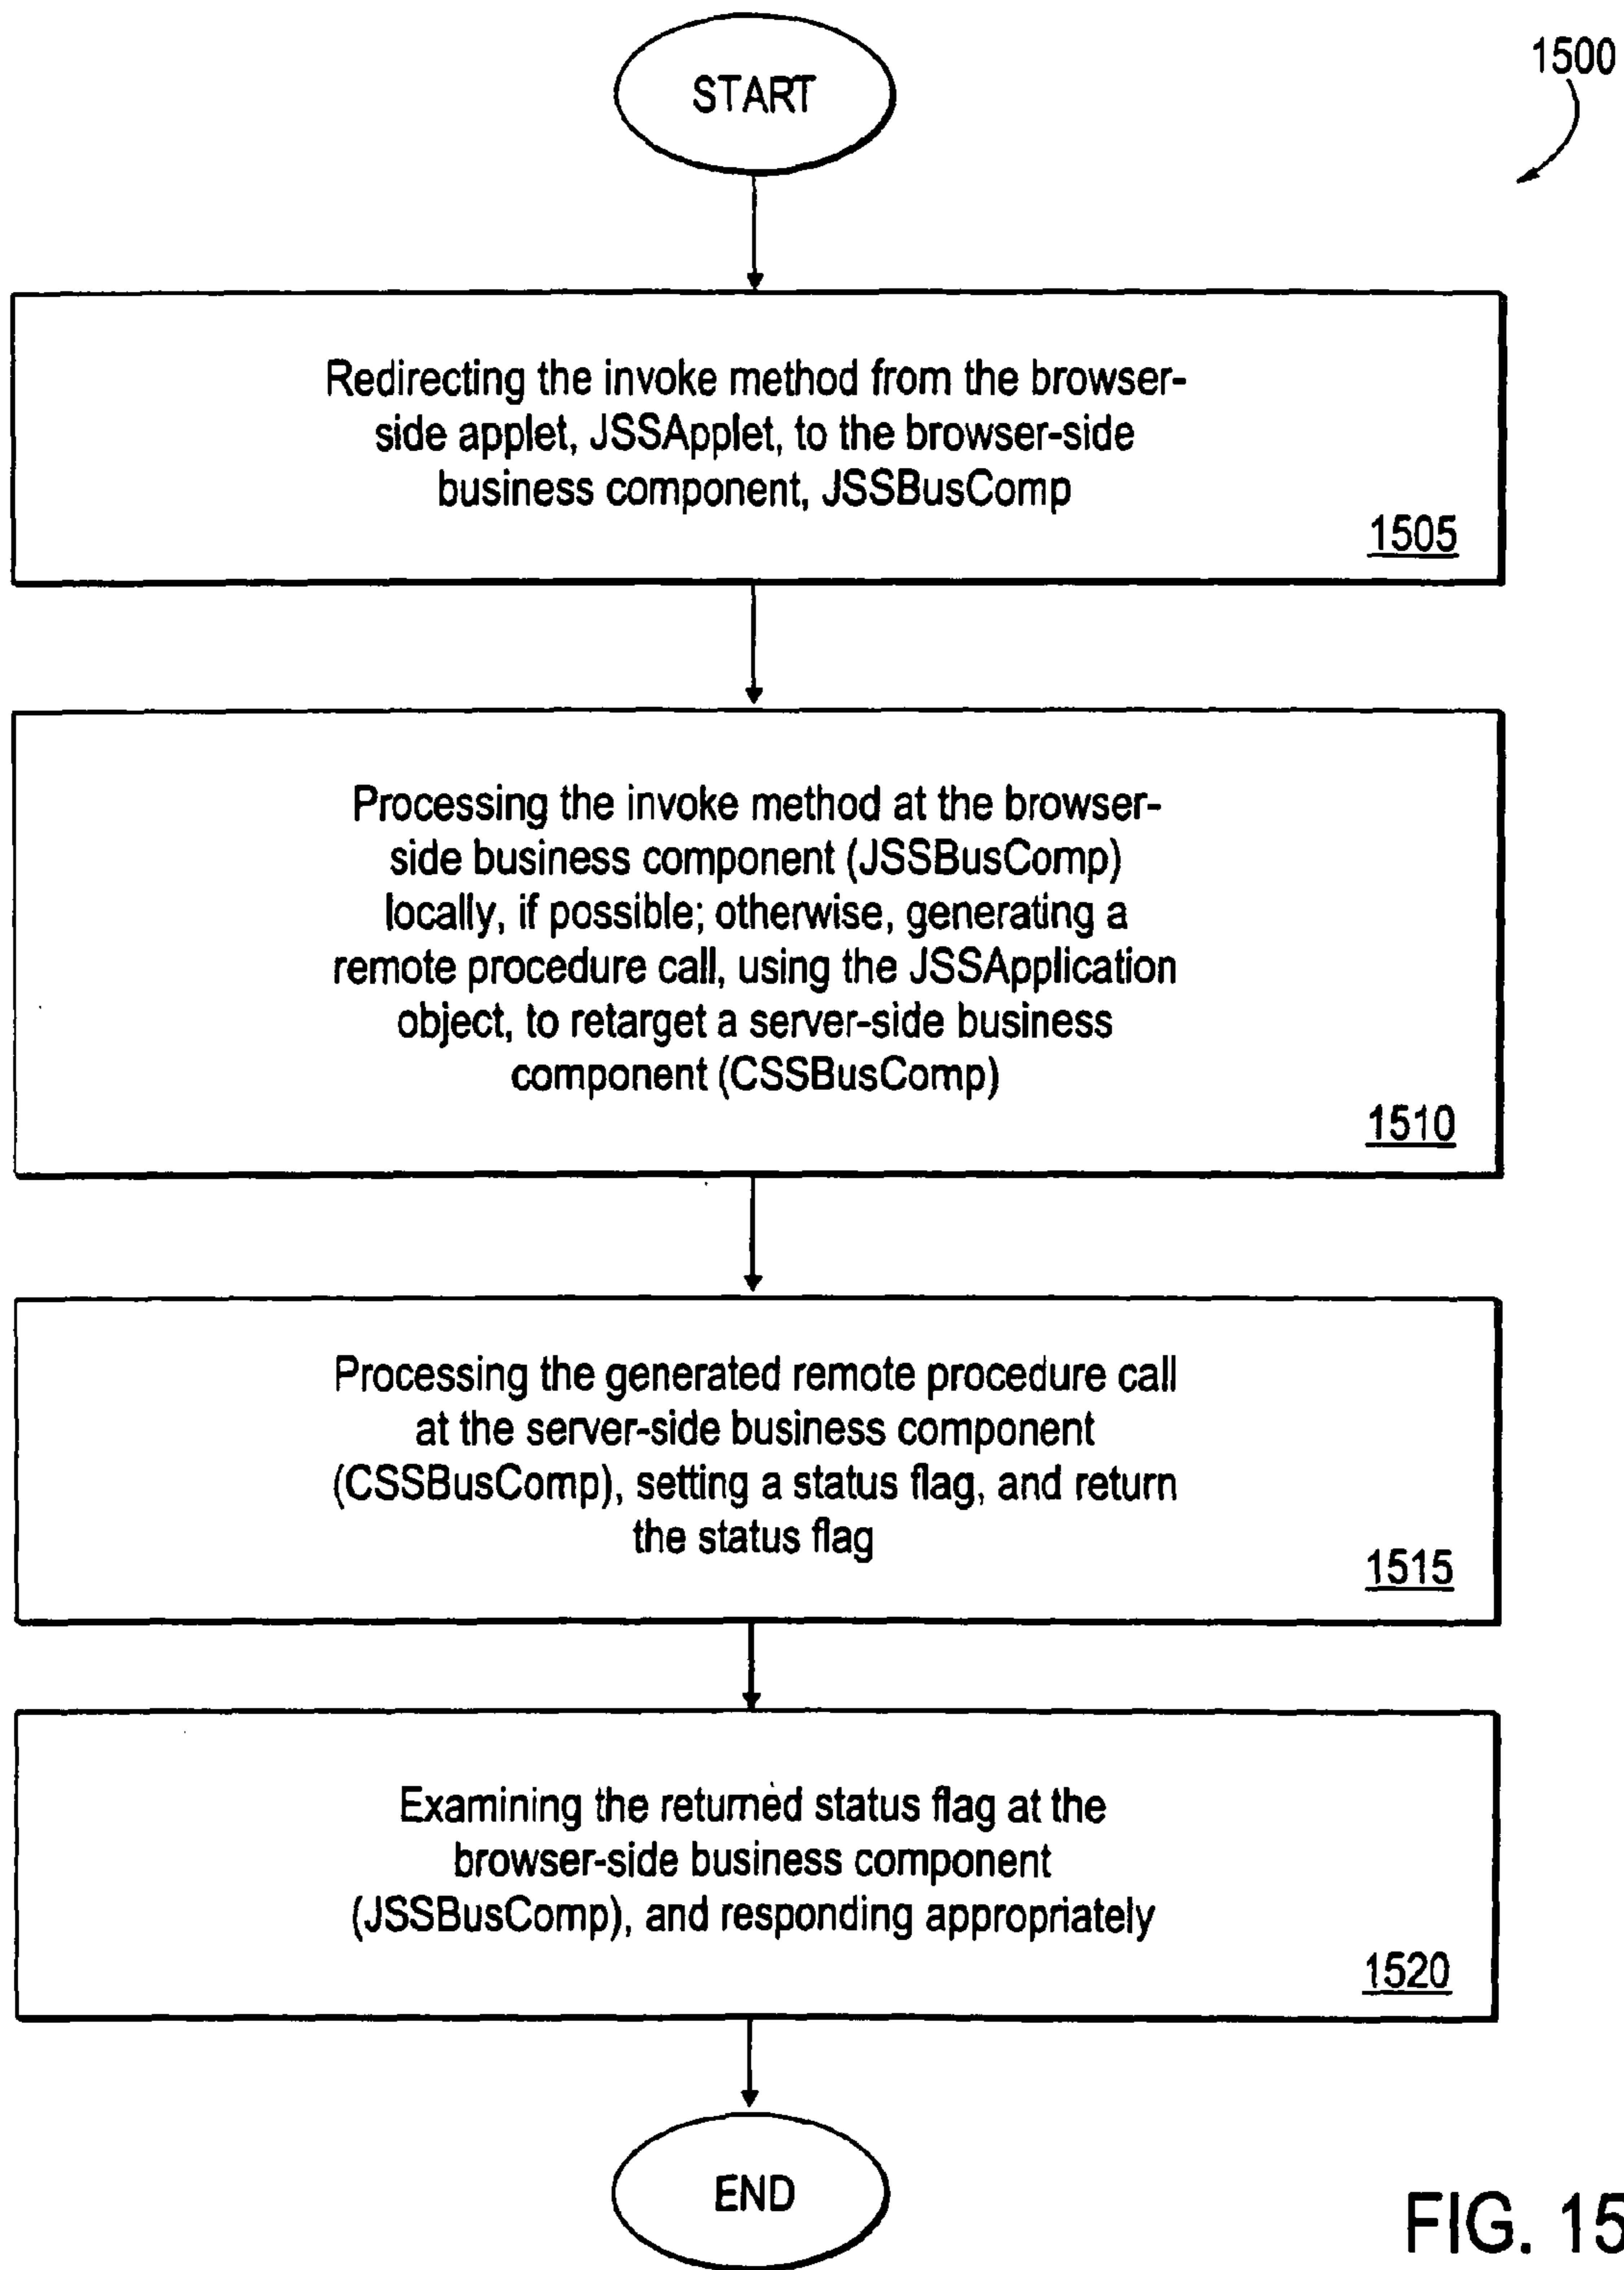 START
1500
Redirecting the invoke method from the browser-
side applet, JSSApplet, to the browser-side
business component, JSSBusComp
1505
Processing the invoke method at the browser-
side business component (JSSBusComp)
locally, if possible; otherwise, generating a
remote procedure call, using the JSSApplication
object, to retarget a server-side business
component (CSSBusComp)
1510
Processing the generated remote procedure call
at the server-side business component
(CSSBusComp), setting a status flag, and return
the status flag
1515
Examining the returned status flag at the
browser-side business component
(JSSBusComp), and responding appropriately
1520
END
FIG. 15